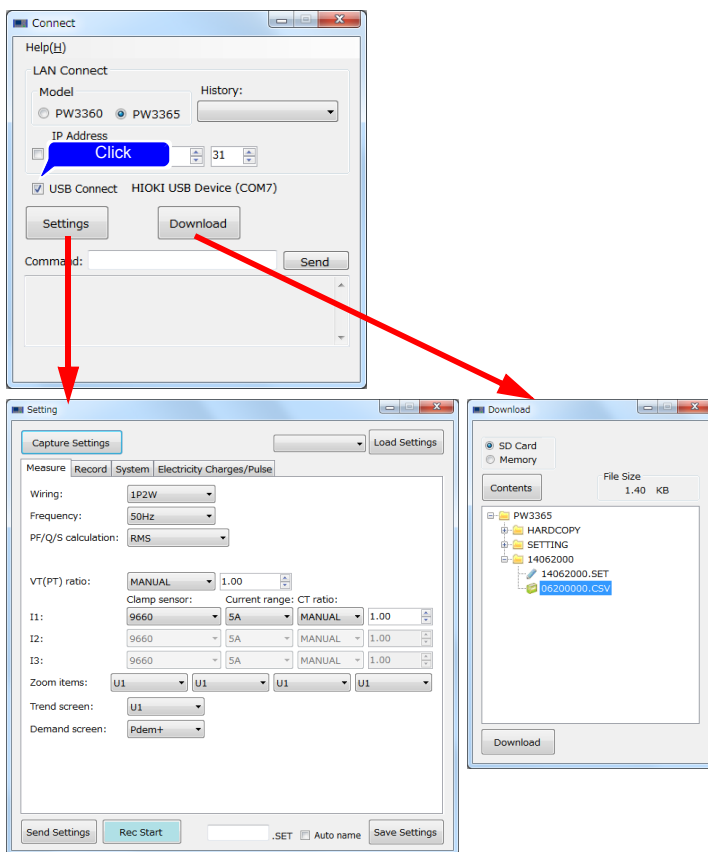 Connect
Help(H)
LAN Connect
Model
History:
PW3360 PW3365
IP Address
Click
31
USB Connect HIOKI USB Device (COM7)
Settings Download
Command: Send
Setting
Capture Settings Load Settings
Measure Record System Electricity Charges/Pulse
Wiring: 1P2W
Frequency: 50Hz
PF/Q/S calculation: RMS
VT(PT) ratio: MANUAL 1.00
Clamp sensor: Current range: CT ratio:
I1: 9660 5A MANUAL 1.00
I2: 9660 5A MANUAL 1.00
I3: 9660 5A MANUAL 1.00
Zoom items: U1 U1 U1 U1
Trend screen: U1
Demand screen: Pdem+
Send Settings Rec Start .SET Auto name Save Settings
Download
SD Card
Memory
Contents
File Size
1.40 KB
PW3365
HARDCOPY
SETTING
14062000
14062000.SET
06200000.CSV
Download